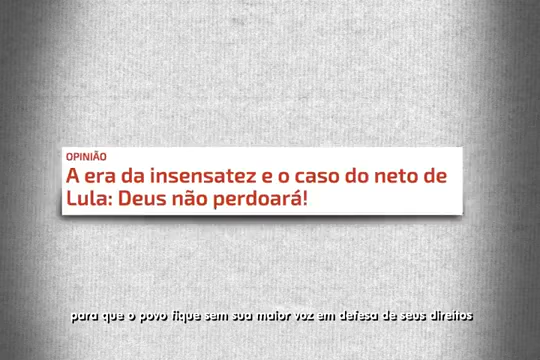 OPINIÃO
A era da insensatez e o caso do neto de
Lula: Deus não perdoará!
para que o povo fique sem sua maior voz em defesa de seus direitos